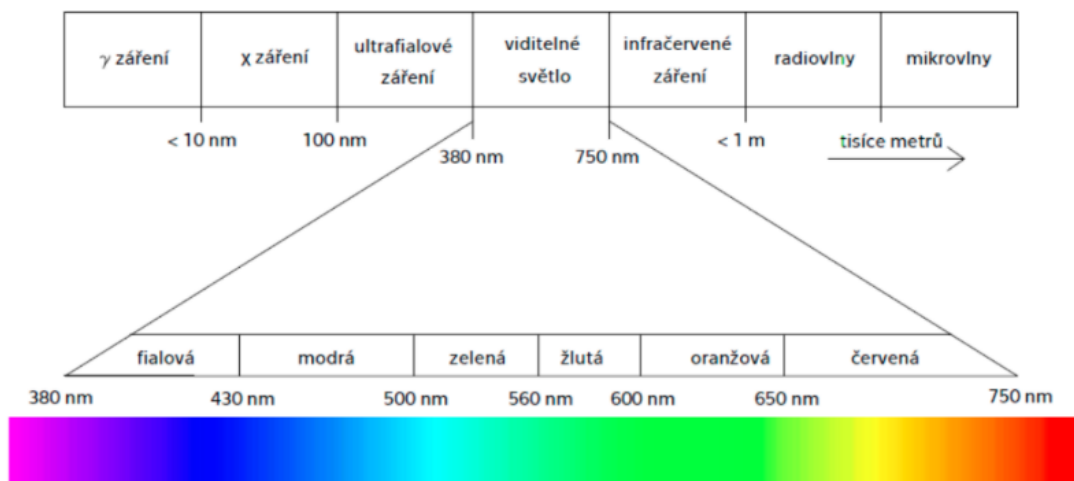 γ záření
χ záření
ultrafialové
záření
viditelné
světlo
infračervené
záření
radiovlny
mikrovlny
< 10 nm
100 nm
380 nm
750 nm
< 1 m
tisíce metrů
fialová
modrá
zelená
žlutá
oranžová
červená
380 nm
430 nm
500 nm
560 nm
600 nm
650 nm
750 nm